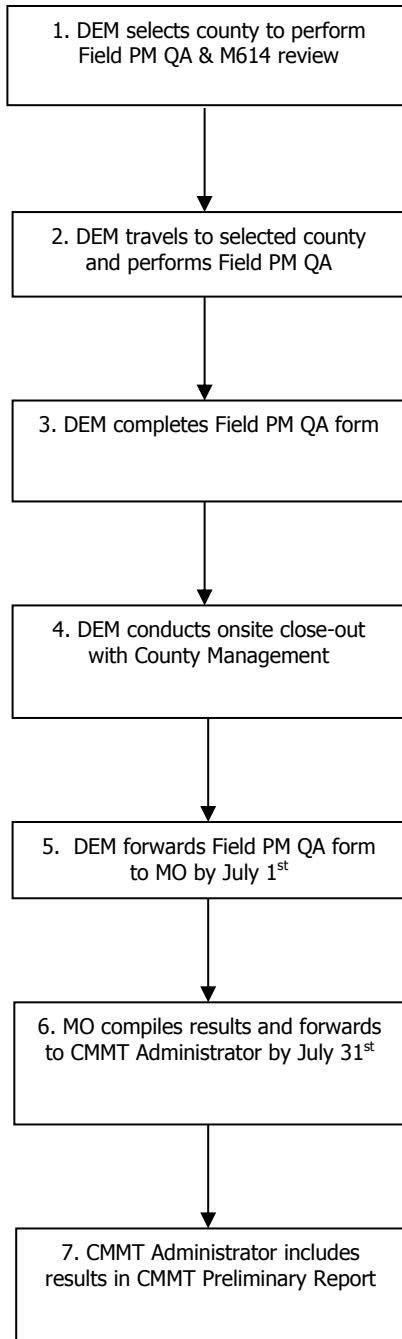 1. DEM selects county to perform
Field PM QA & M614 review
2. DEM travels to selected county
and performs Field PM QA
3. DEM completes Field PM QA form
4. DEM conducts onsite close-out
with County Management
5. DEM forwards Field PM QA form
to MO by July 1st
6. MO compiles results and forwards
to CMMT Administrator by July 31st
7. CMMT Administrator includes
results in CMMT Preliminary Report